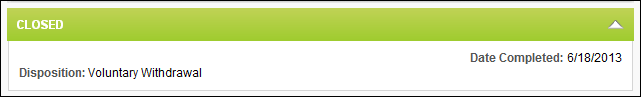 CLOSED
Date Completed: 6/18/2013
Disposition: Voluntary Withdrawal